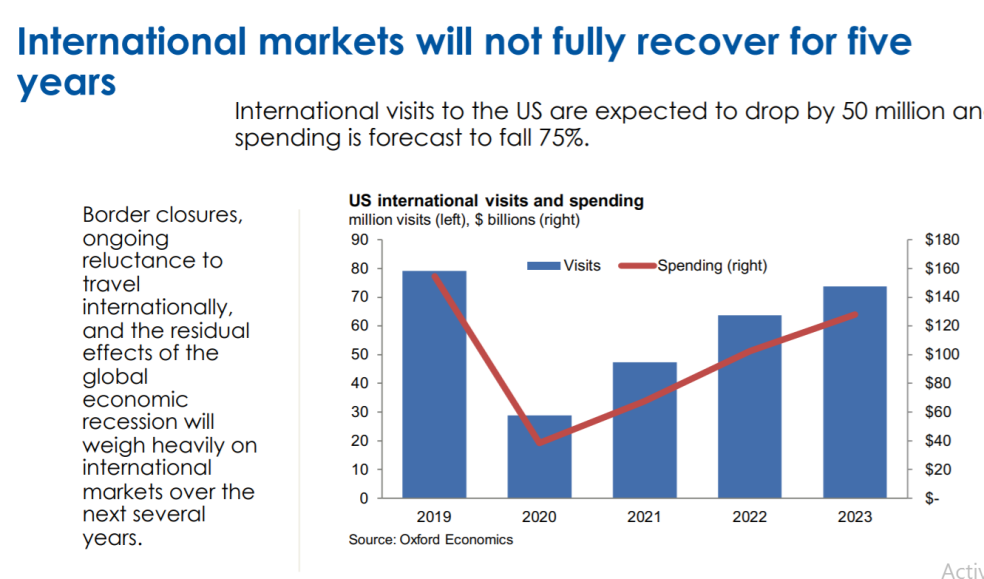 International markets will not fully recover for five
years
International visits to the US are expected to drop by 50 million an
spending is forecast to fall 75%.
Border closures,
ongoing
reluctance to
travel
internationally,
and the residual
effects of the
global
economic
recession will
weigh heavily on
international
markets over the
next several
years.
US international visits and spending
million visits (left), $ billions (right)
Visits
Spending (right)
90
80
70
60
50
40
30
20
10
0
$180
$160
$140
$120
$100
$80
$60
$40
$20
$-
2019 2020 2021 2022 2023
Source: Oxford Economics
Activ